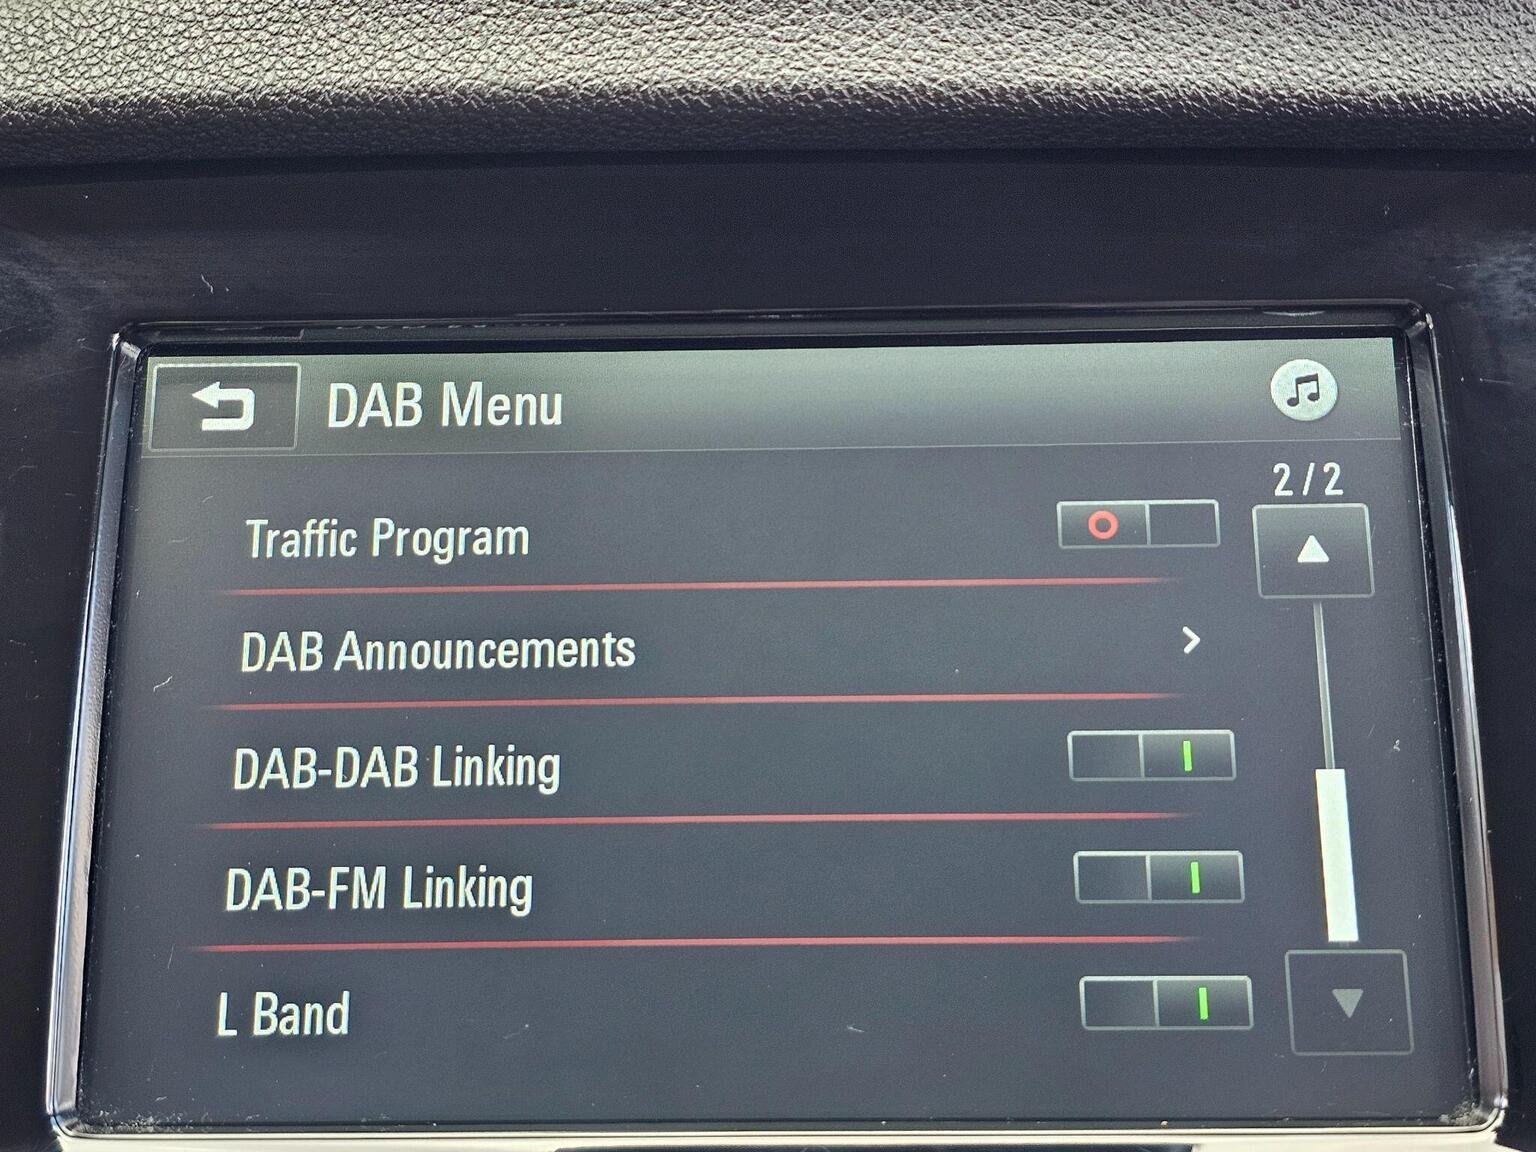 DAB Menu
2/2
Traffic Program
DAB Announcements
DAB-DAB Linking
DAB-FM Linking
L Band